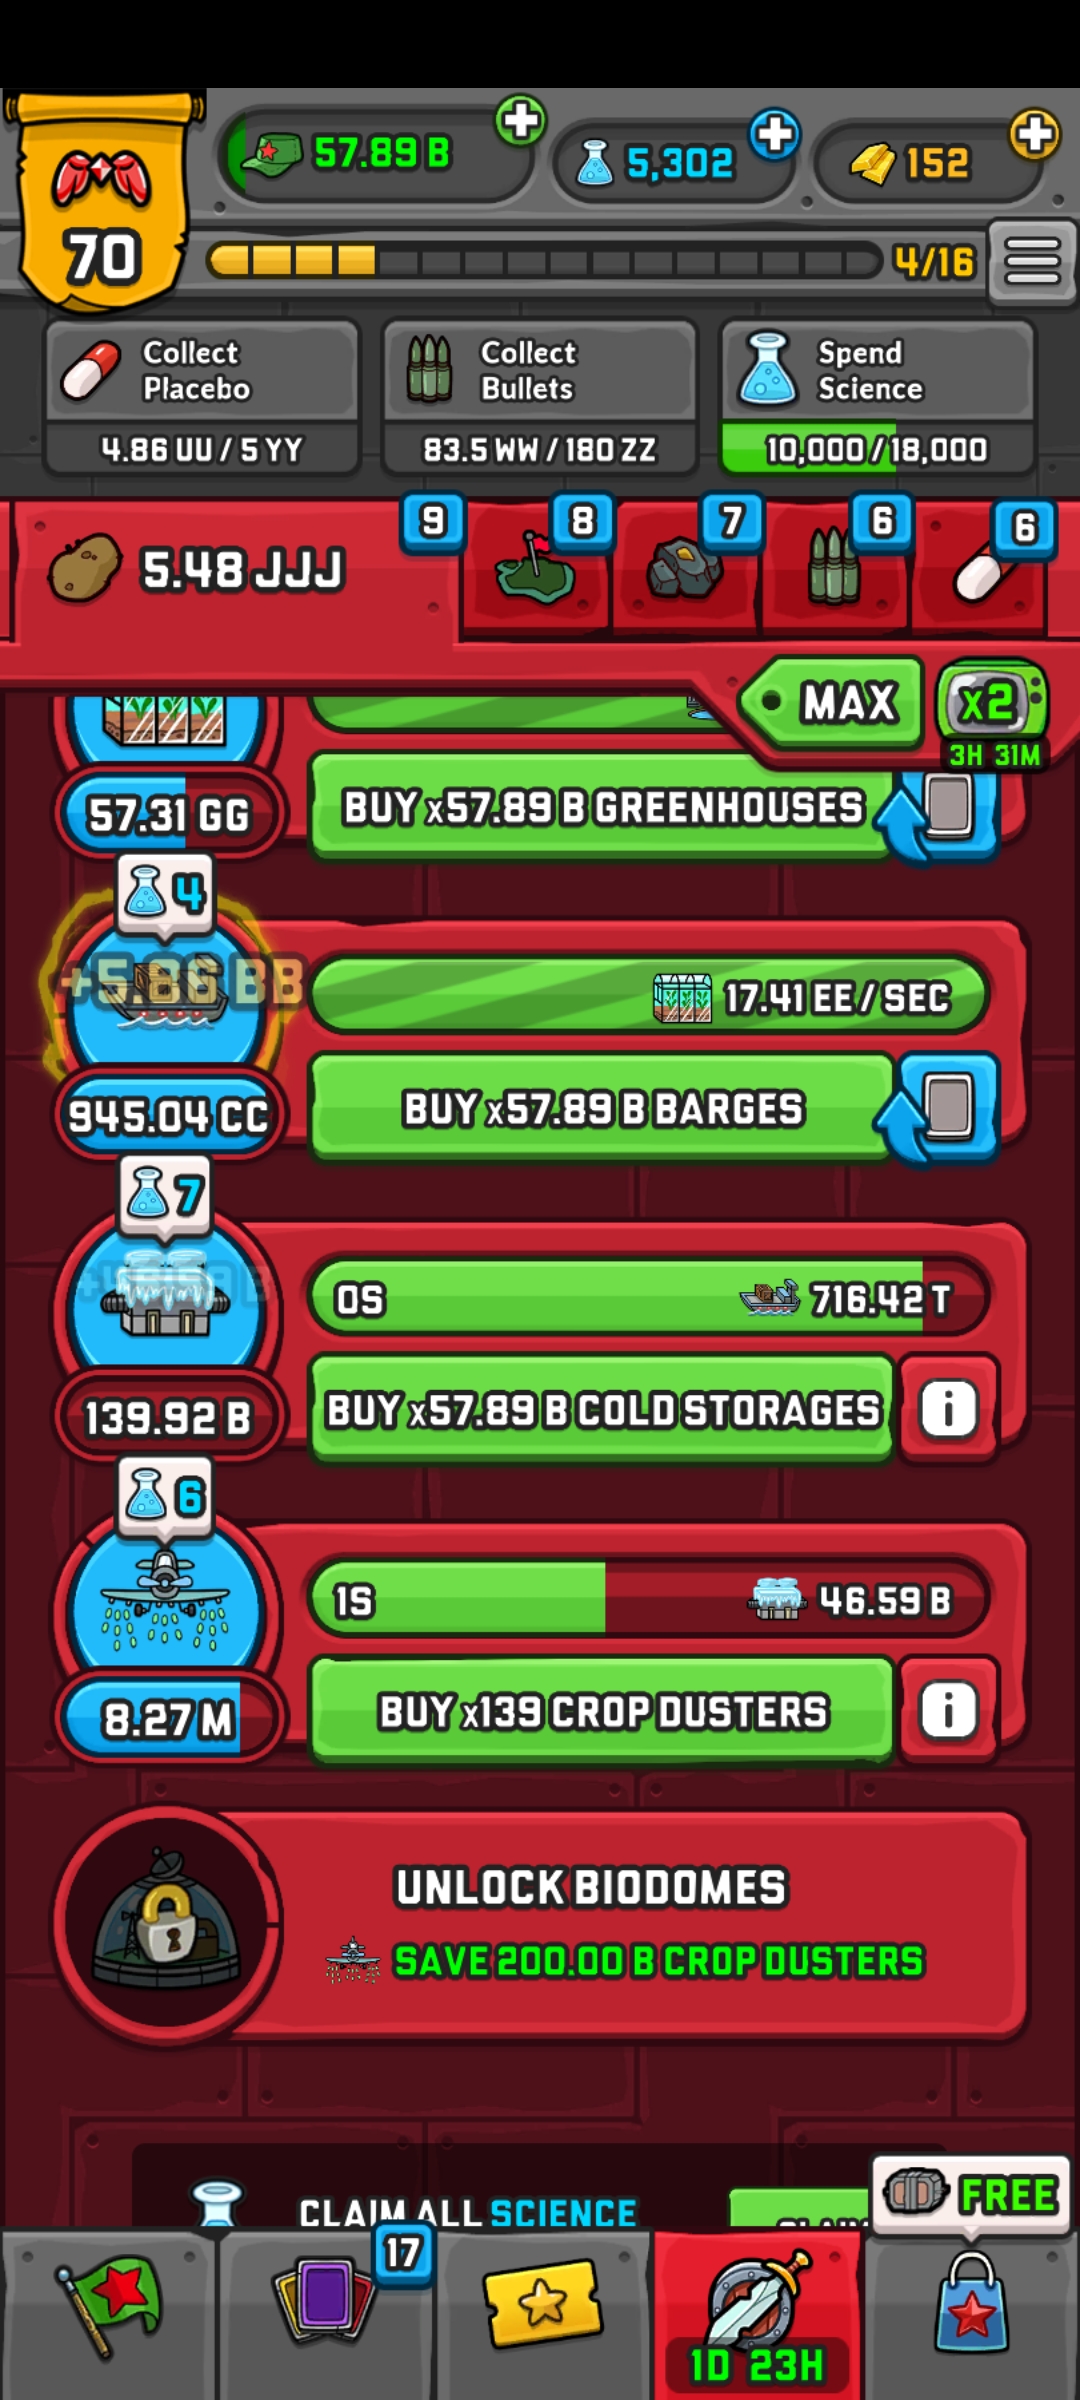 57.89 B
5,302
152
70
4/16
Collect Placebo
4.86 UU / 5 YY
Collect Bullets
83.5 WW / 180 ZZ
Spend Science
10,000 / 18,000
5.48 JJJ
9
8
7
6
6
MAX
x2
3H 31M
57.31 GG
BUY x57.89 B GREENHOUSES
4
+5.86 BB
17.41 EE / SEC
945.04 CC
BUY x57.89 B BARGES
7
0S
716.42 T
139.92 B
BUY x57.89 B COLD STORAGES
i
6
1S
46.59 B
8.27 M
BUY x139 CROP DUSTERS
i
UNLOCK BIODOMES
SAVE 200.00 B CROP DUSTERS
CLAIM ALL SCIENCE
FREE
17
1D 23H